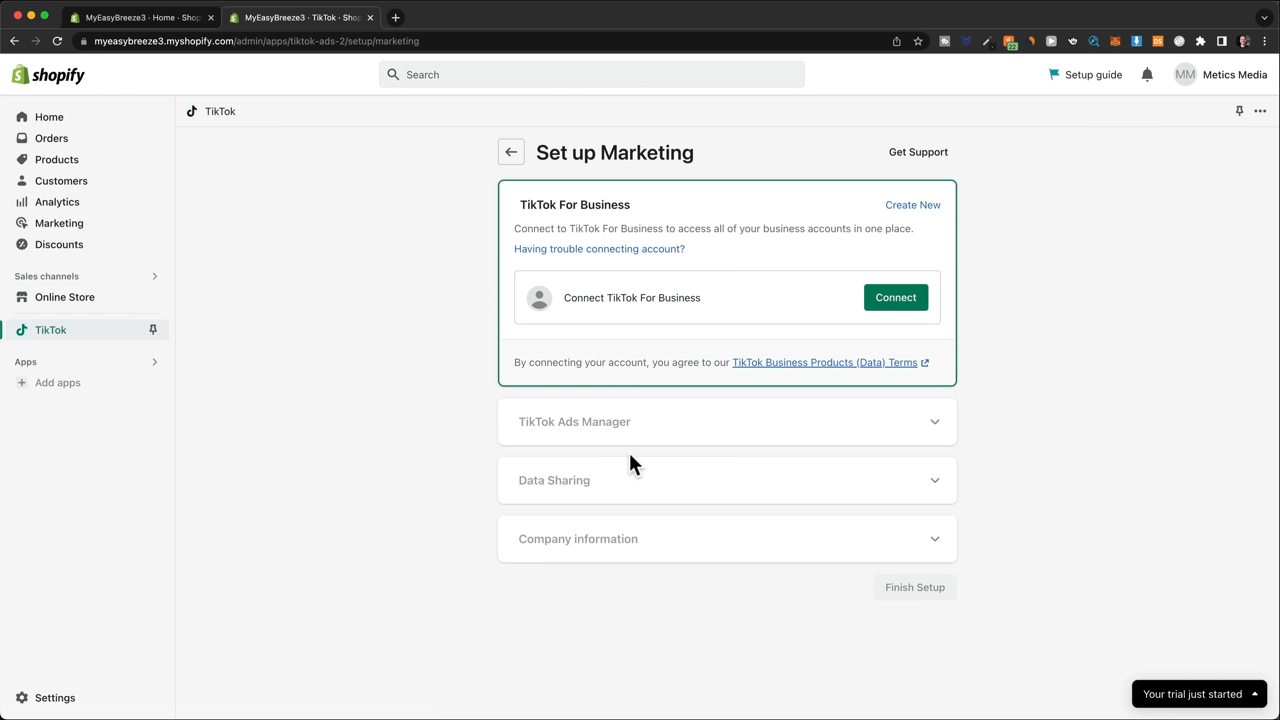 MyEasyBreeze3 · Home · Shop
MyEasyBreeze3 · TikTok · Shop
myeasybreeze3.myshopify.com/admin/apps/tiktok-ads-2/setup/marketing
22
DS
shopify
Search
Setup guide
MM
Metics Media
Home
Orders
Products
Customers
Analytics
Marketing
Discounts
Sales channels
Online Store
TikTok
Apps
Add apps
Settings
TikTok
Set up Marketing
Get Support
TikTok For Business
Create New
Connect to TikTok For Business to access all of your business accounts in one place.
Having trouble connecting account?
Connect TikTok For Business
Connect
By connecting your account, you agree to our TikTok Business Products (Data) Terms
TikTok Ads Manager
Data Sharing
Company information
Finish Setup
Your trial just started